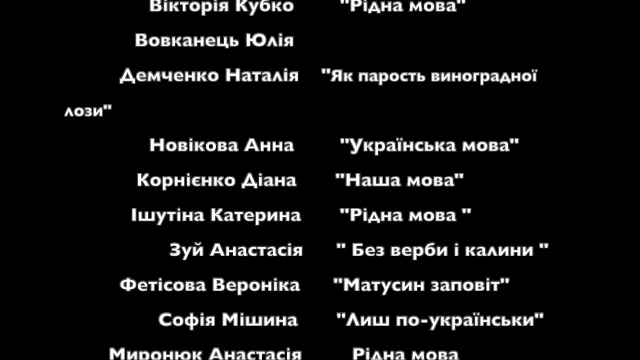 Вікторія Кубко "Рідна мова"
Вовканець Юлія
Демченко Наталія "Як парость виноградної
лози"
Новікова Анна "Українська мова"
Корнієнко Діана "Наша мова"
Ішутіна Катерина "Рідна мова "
Зуй Анастасія " Без верби і калини "
Фетісова Вероніка "Матусин заповіт"
Софія Мішина "Лиш по-українськи"
Миронюк Анастасія Рідна мова